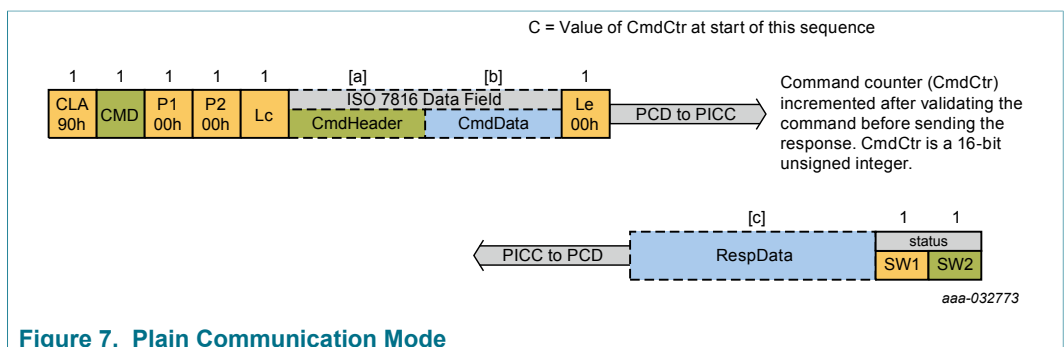 C = Value of CmdCtr at start of this sequence
1 1 1 1 1 [a] [b] 1
CLA 90h CMD P1 00h P2 00h Lc ISO 7816 Data Field CmdHeader CmdData Le 00h PCD to PICC
Command counter (CmdCtr)
incremented after validating the
command before sending the
response. CmdCtr is a 16-bit
unsigned integer.
[c] 1 1
PICC to PCD RespData status SW1 SW2
aaa-032773
Figure 7. Plain Communication Mode